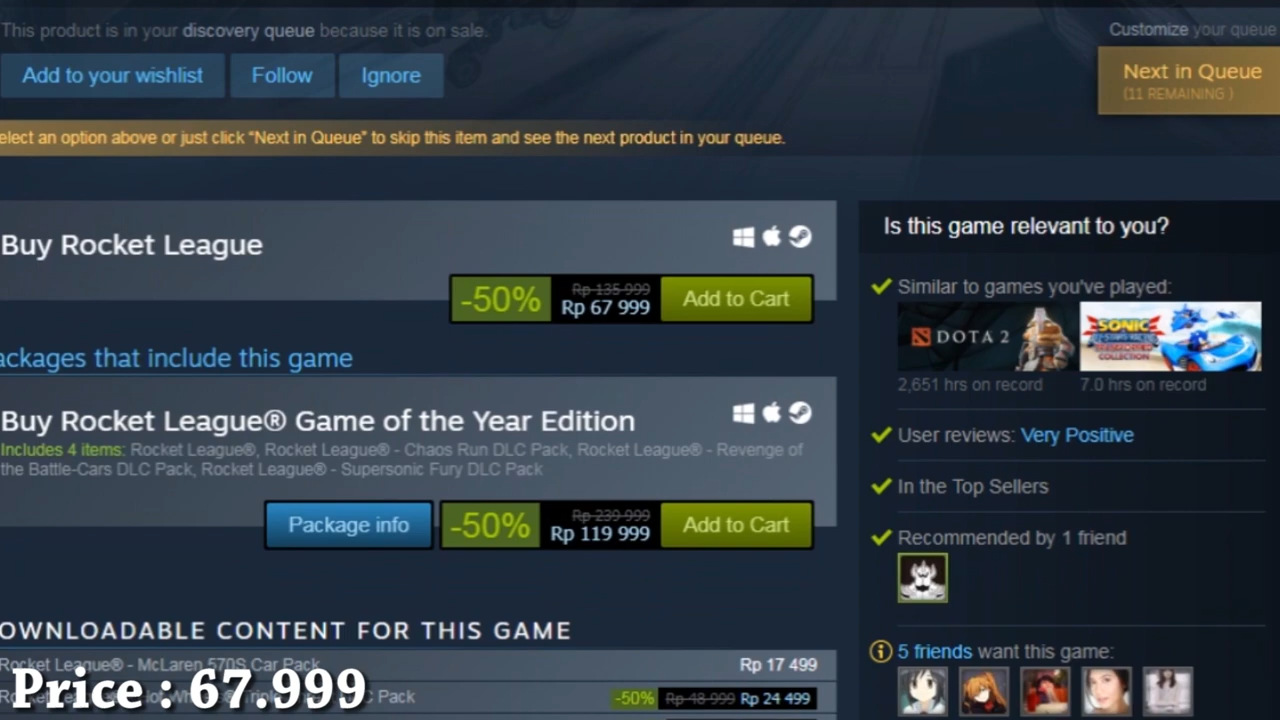 This product is in your discovery queue because it is on sale.
Customize your queue
Add to your wishlist
Follow
Ignore
Next in Queue
(11 REMAINING )
elect an option above or just click "Next in Queue" to skip this item and see the next product in your queue.
Buy Rocket League
-50%
Rp 135 999
Rp 67 999
Add to Cart
ackages that include this game
Buy Rocket League® Game of the Year Edition
Includes 4 items: Rocket League®, Rocket League® - Chaos Run DLC Pack, Rocket League® - Revenge of
the Battle-Cars DLC Pack, Rocket League® - Supersonic Fury DLC Pack
Package info
-50%
Rp 239 999
Rp 119 999
Add to Cart
OWNLOADABLE CONTENT FOR THIS GAME
Rocket League® - McLaren 570S Car Pack
Rp 17 499
Pack
-50%
Rp 48 999
Rp 24 499
Price : 67.999
Is this game relevant to you?
Similar to games you've played:
DOTA 2
SONIC
COLLECTION
2,651 hrs on record
7.0 hrs on record
User reviews: Very Positive
In the Top Sellers
Recommended by 1 friend
5 friends want this game: